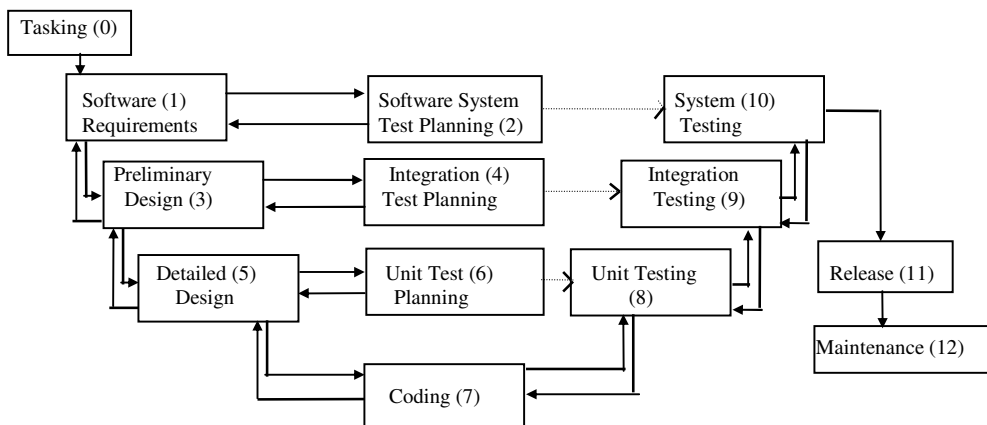 Tasking (0)
Software (1)
Requirements
Software System
Test Planning (2)
System (10)
Testing
Preliminary
Design (3)
Integration (4)
Test Planning
Integration
Testing (9)
Detailed (5)
Design
Unit Test (6)
Planning
Unit Testing
(8)
Release (11)
Maintenance (12)
Coding (7)